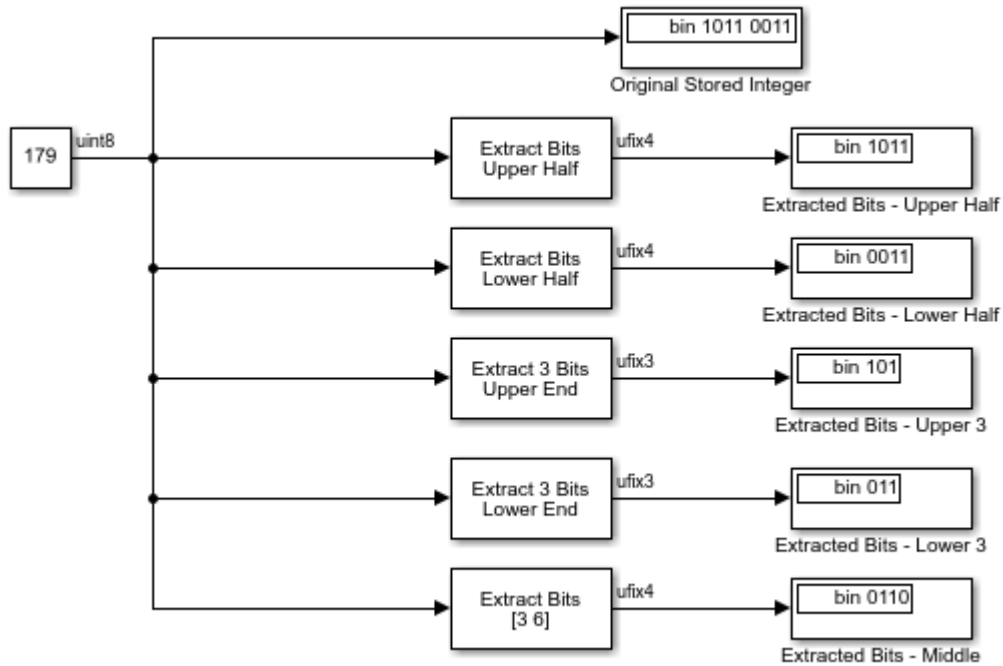 bin 1011 0011
Original Stored Integer
179
uint8
Extract Bits
Upper Half
ufix4
bin 1011
Extracted Bits - Upper Half
Extract Bits
Lower Half
ufix4
bin 0011
Extracted Bits - Lower Half
Extract 3 Bits
Upper End
ufix3
bin 101
Extracted Bits - Upper 3
Extract 3 Bits
Lower End
ufix3
bin 011
Extracted Bits - Lower 3
Extract Bits
[3 6]
ufix4
bin 0110
Extracted Bits - Middle